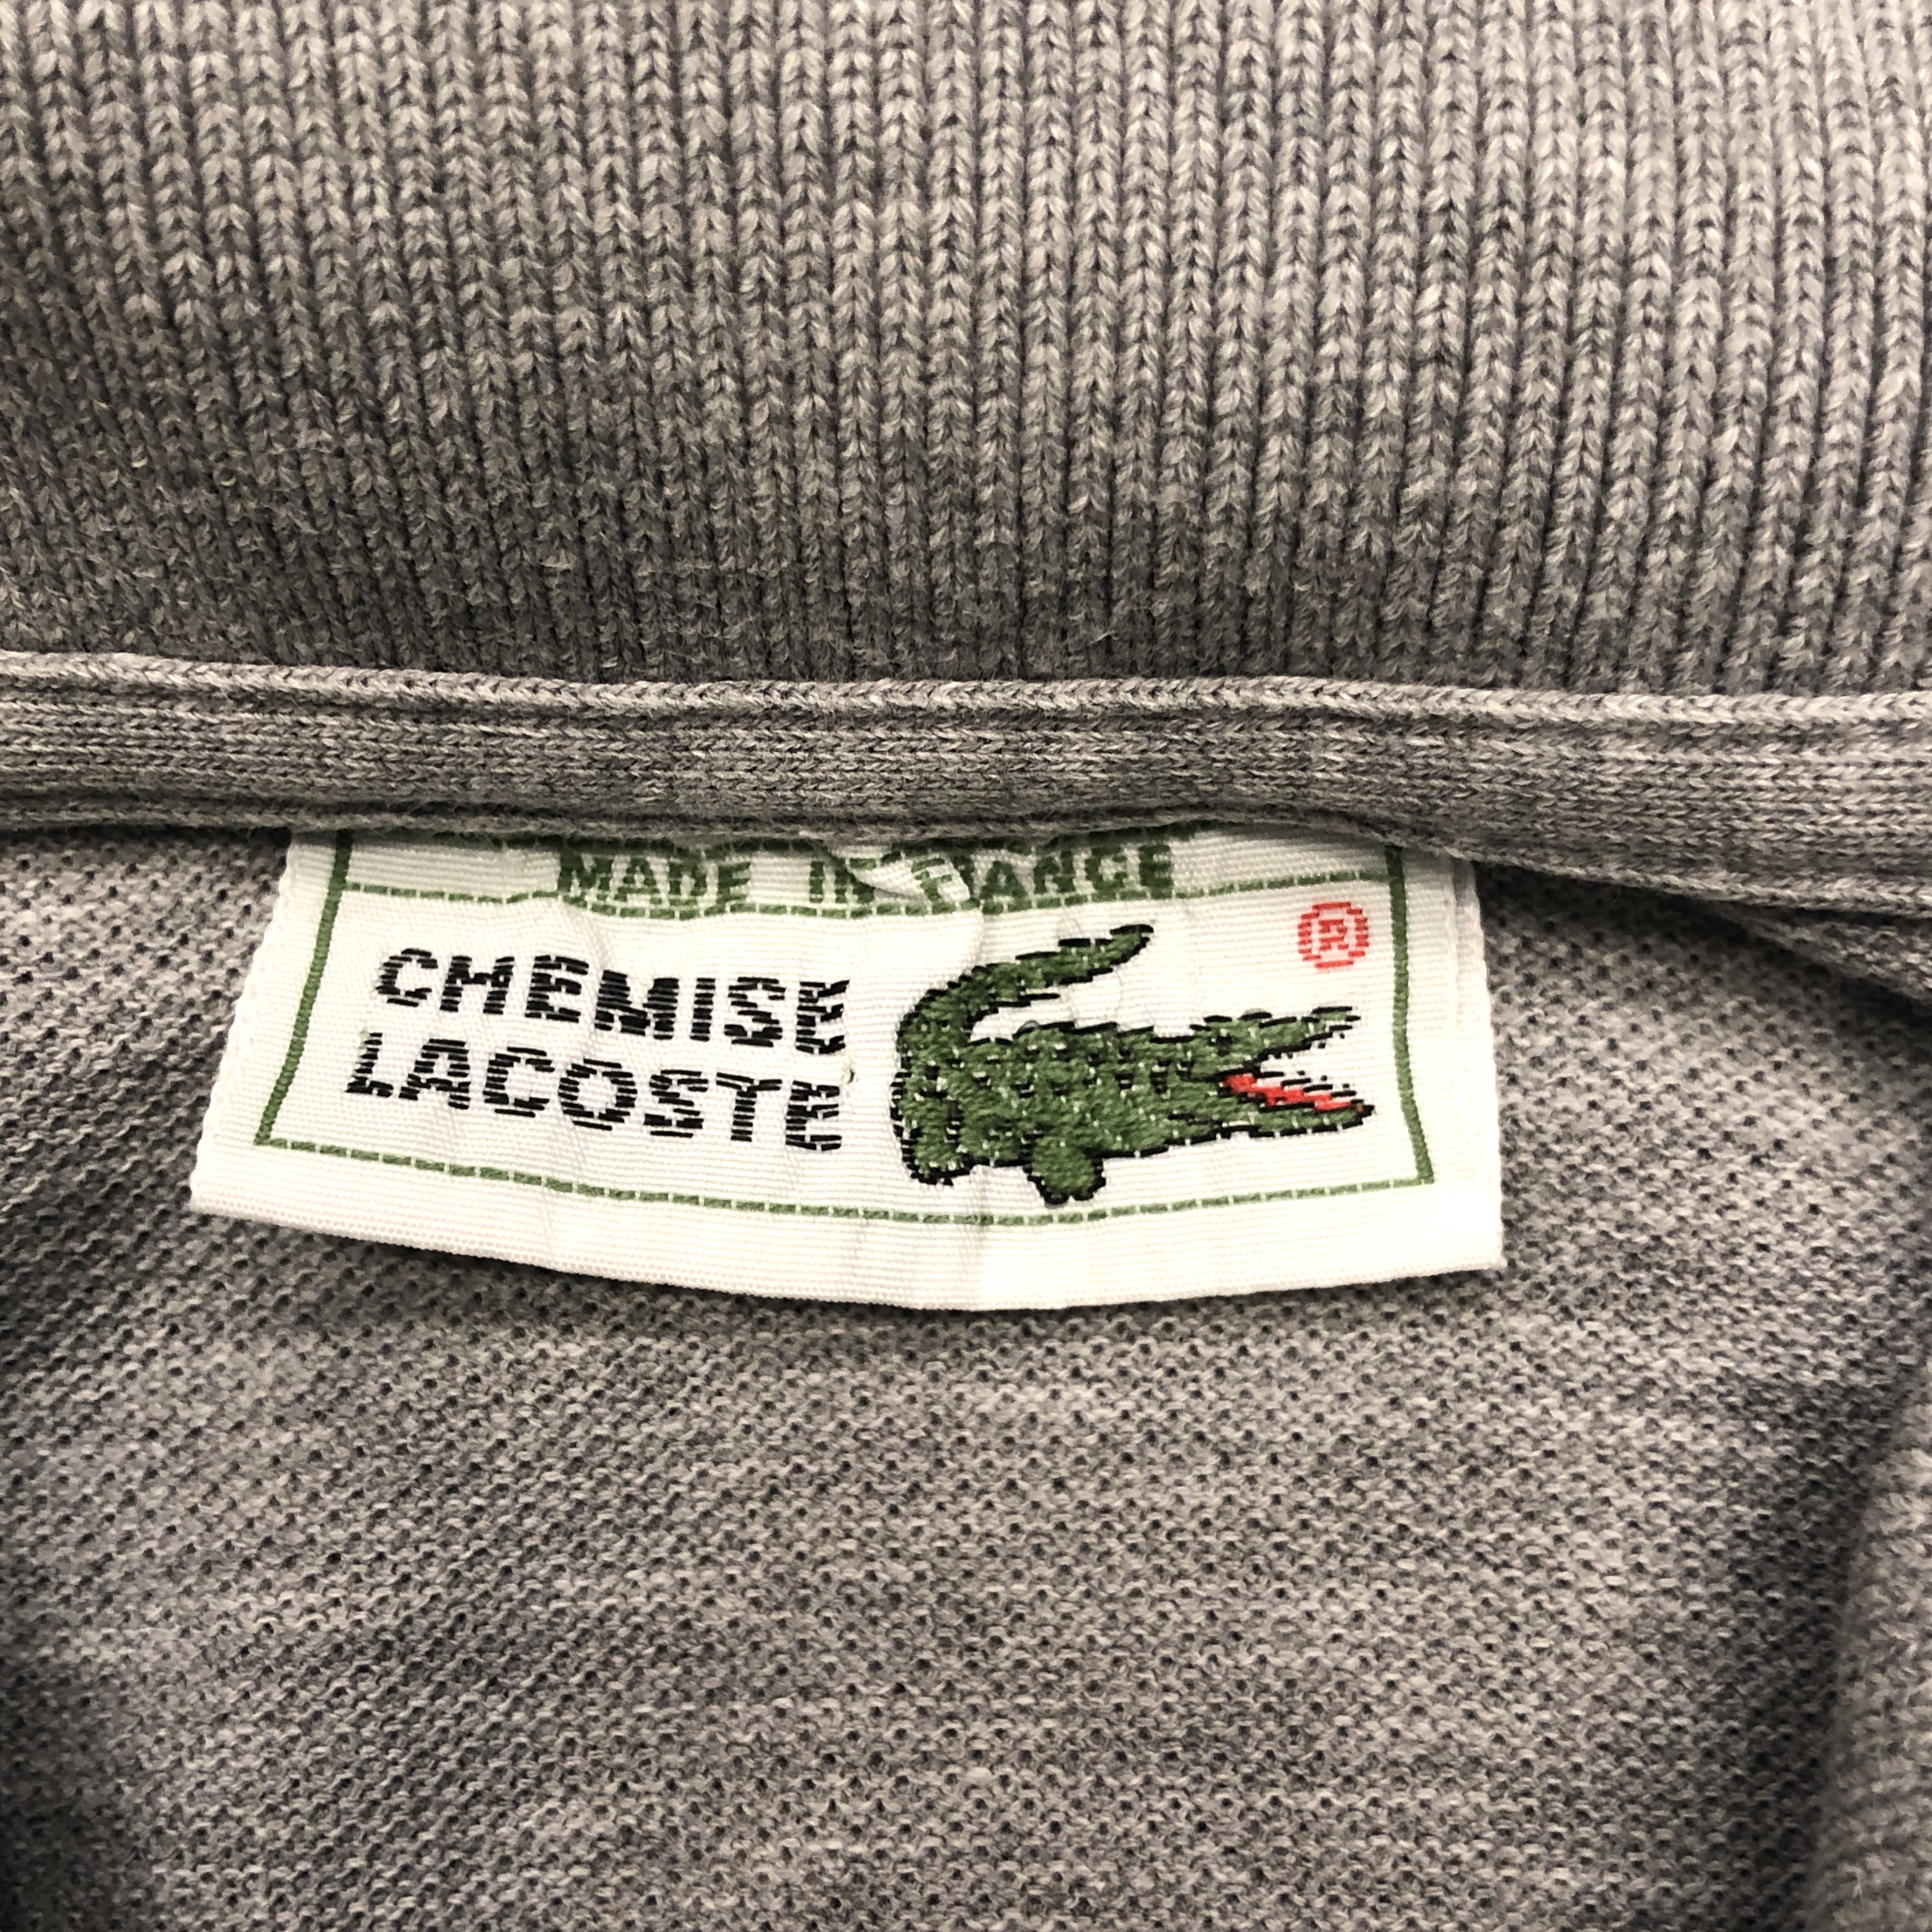 MADE IN FRANCE
CHEMISE
LACOSTE
®